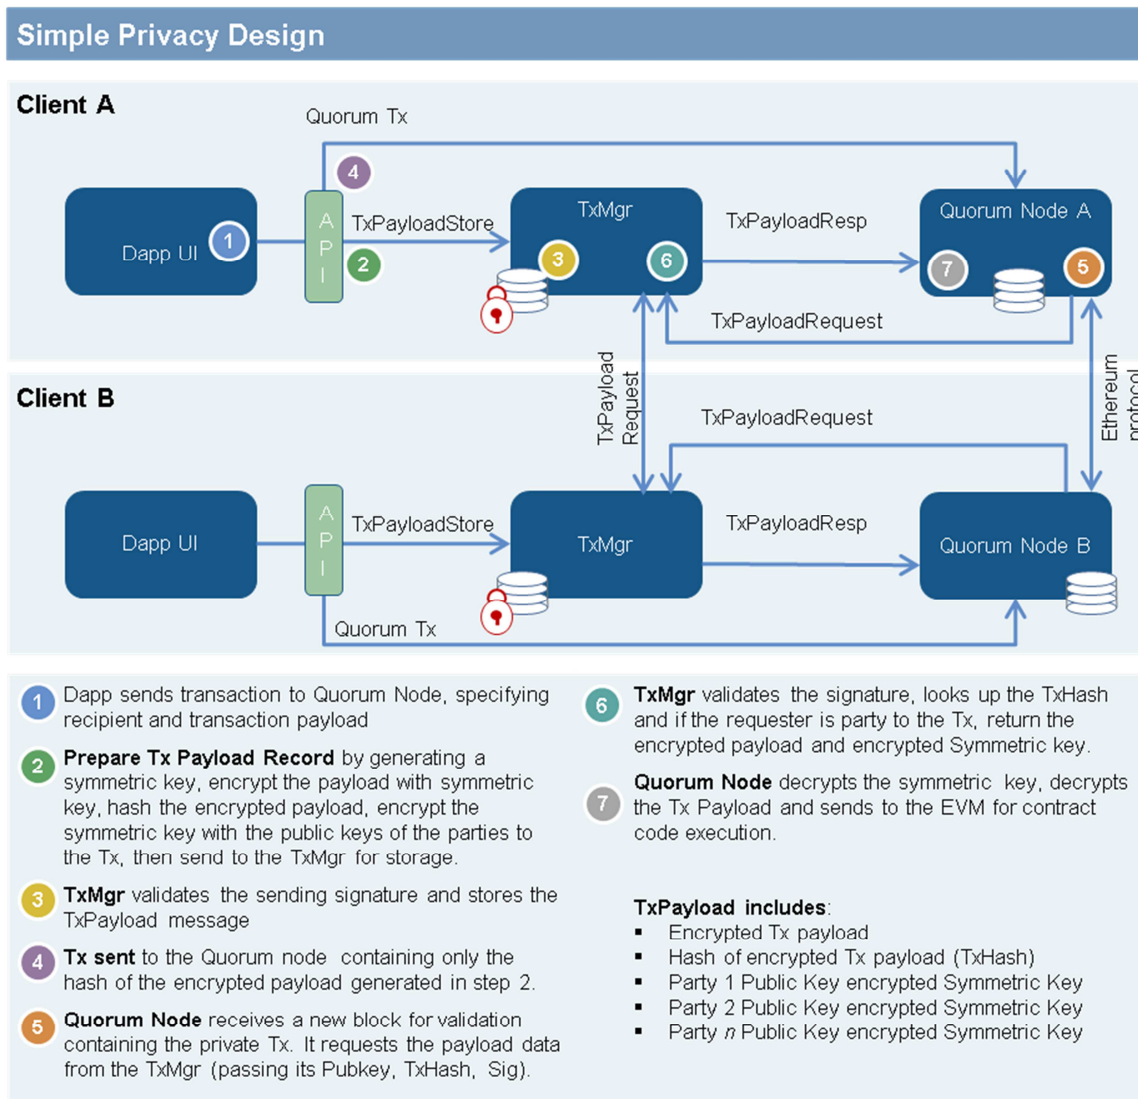 Simple Privacy Design
Client A
Quorum Tx
4
Dapp UI
1
A
P
I
TxPayloadStore
2
TxMgr
3
6
TxPayloadResp
Quorum Node A
7
5
TxPayloadRequest
TxPayload
Request
Ethereum
protocol
Client B
TxPayloadRequest
Dapp UI
A
P
I
TxPayloadStore
TxMgr
TxPayloadResp
Quorum Node B
Quorum Tx
1
Dapp sends transaction to Quorum Node, specifying
recipient and transaction payload
2
Prepare Tx Payload Record by generating a
symmetric key, encrypt the payload with symmetric
key, hash the encrypted payload, encrypt the
symmetric key with the public keys of the parties to
the Tx, then send to the TxMgr for storage.
3
TxMgr validates the sending signature and stores the
TxPayload message
4
Tx sent to the Quorum node containing only the
hash of the encrypted payload generated in step 2.
5
Quorum Node receives a new block for validation
containing the private Tx. It requests the payload data
from the TxMgr (passing its Pubkey, TxHash, Sig).
6
TxMgr validates the signature, looks up the TxHash
and if the requester is party to the Tx, return the
encrypted payload and encrypted Symmetric key.
7
Quorum Node decrypts the symmetric key, decrypts
the Tx Payload and sends to the EVM for contract
code execution.
TxPayload includes:
▪ Encrypted Tx payload
▪ Hash of encrypted Tx payload (TxHash)
▪ Party 1 Public Key encrypted Symmetric Key
▪ Party 2 Public Key encrypted Symmetric Key
▪ Party n Public Key encrypted Symmetric Key